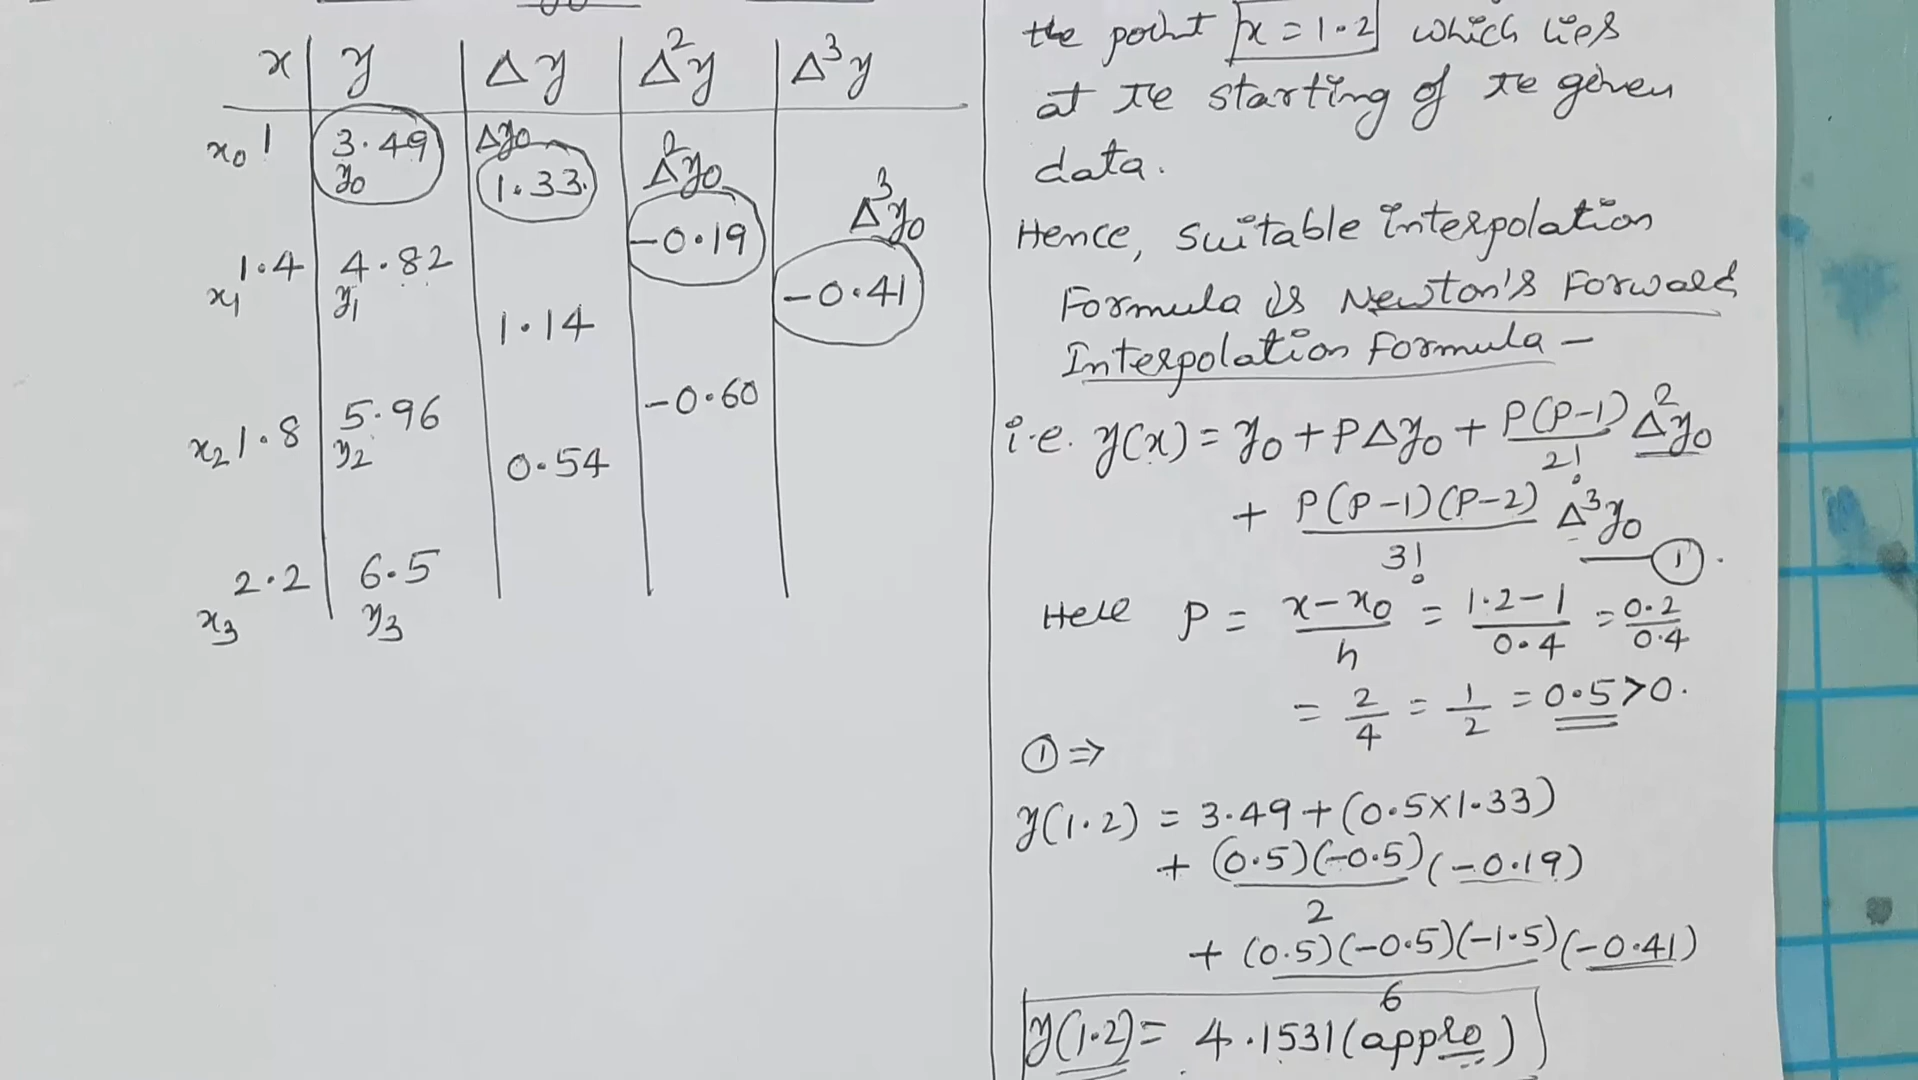 x y Δy Δ²y Δ³y
x₀ 1 3.49 Δy₀
y₀ 1.33 Δ²y₀
-0.19 Δ³y₀
x₁ 1.4 4.82 -0.41
y₁ 1.14
x₂ 1.8 5.96 -0.60
y₂ 0.54
2.2 6.5
x₃ y₃
the point x = 1.2 which lies
at
starting of
given
data.
Hence, suitable interpolation
Formula is Newton's Forward
Interpolation Formula –
i.e. y(x) = y₀ + PΔy₀ + P(P-1)/2! Δ²y₀
+ P(P-1)(P-2)/3! Δ³y₀ — ①.
Here P = x-x₀/h = 1.2-1/0.4 = 0.2/0.4
= 2/4 = 1/2 = 0.5 > 0.
① ⇒
y(1.2) = 3.49 + (0.5×1.33)
+ (0.5)(-0.5)/2 (-0.19)
+ (0.5)(-0.5)(-1.5)/6 (-0.41)
y(1.2) = 4.1531 (appro)